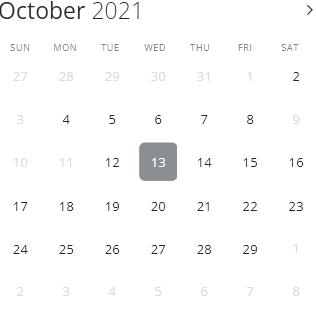 October 2021
SUN MON TUE WED THU FRI SAT
27 28 29 30 31 1 2
3 4 5 6 7 8 9
10 11 12 13 14 15 16
17 18 19 20 21 22 23
24 25 26 27 28 29 1
2 3 4 5 6 7 8